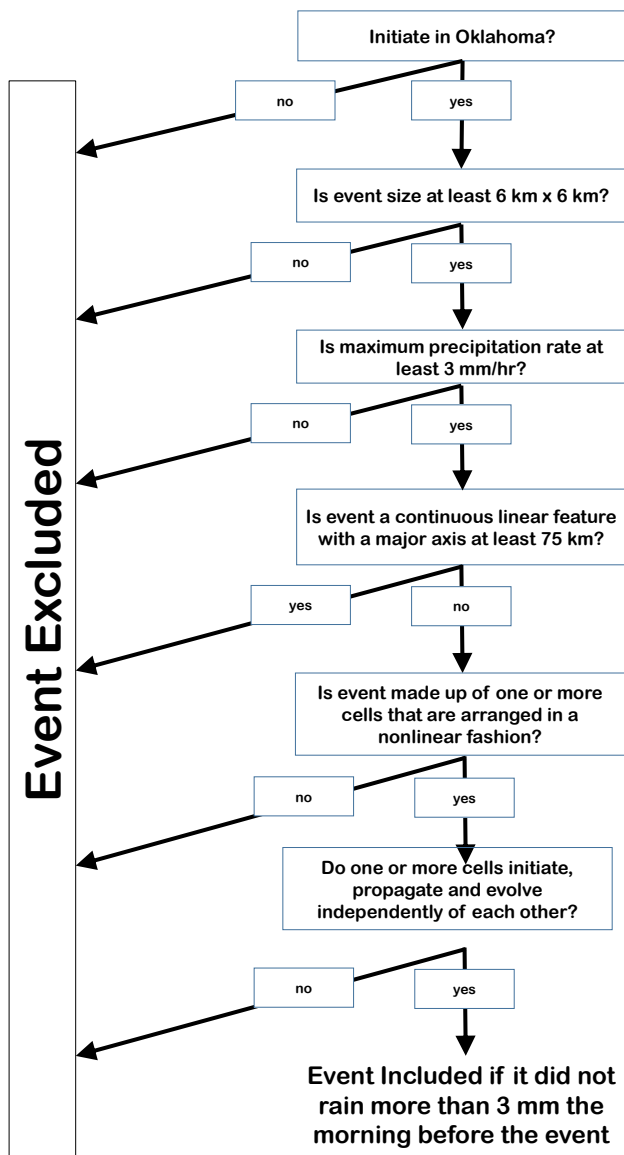 Initiate in Oklahoma?
no
yes
Is event size at least 6 km x 6 km?
no
yes
Is maximum precipitation rate at
least 3 mm/hr?
no
yes
Is event a continuous linear feature
with a major axis at least 75 km?
yes
no
Is event made up of one or more
cells that are arranged in a
nonlinear fashion?
no
yes
Do one or more cells initiate,
propagate and evolve
independently of each other?
no
yes
Event Included if it did not
rain more than 3 mm the
morning before the event
Event Excluded